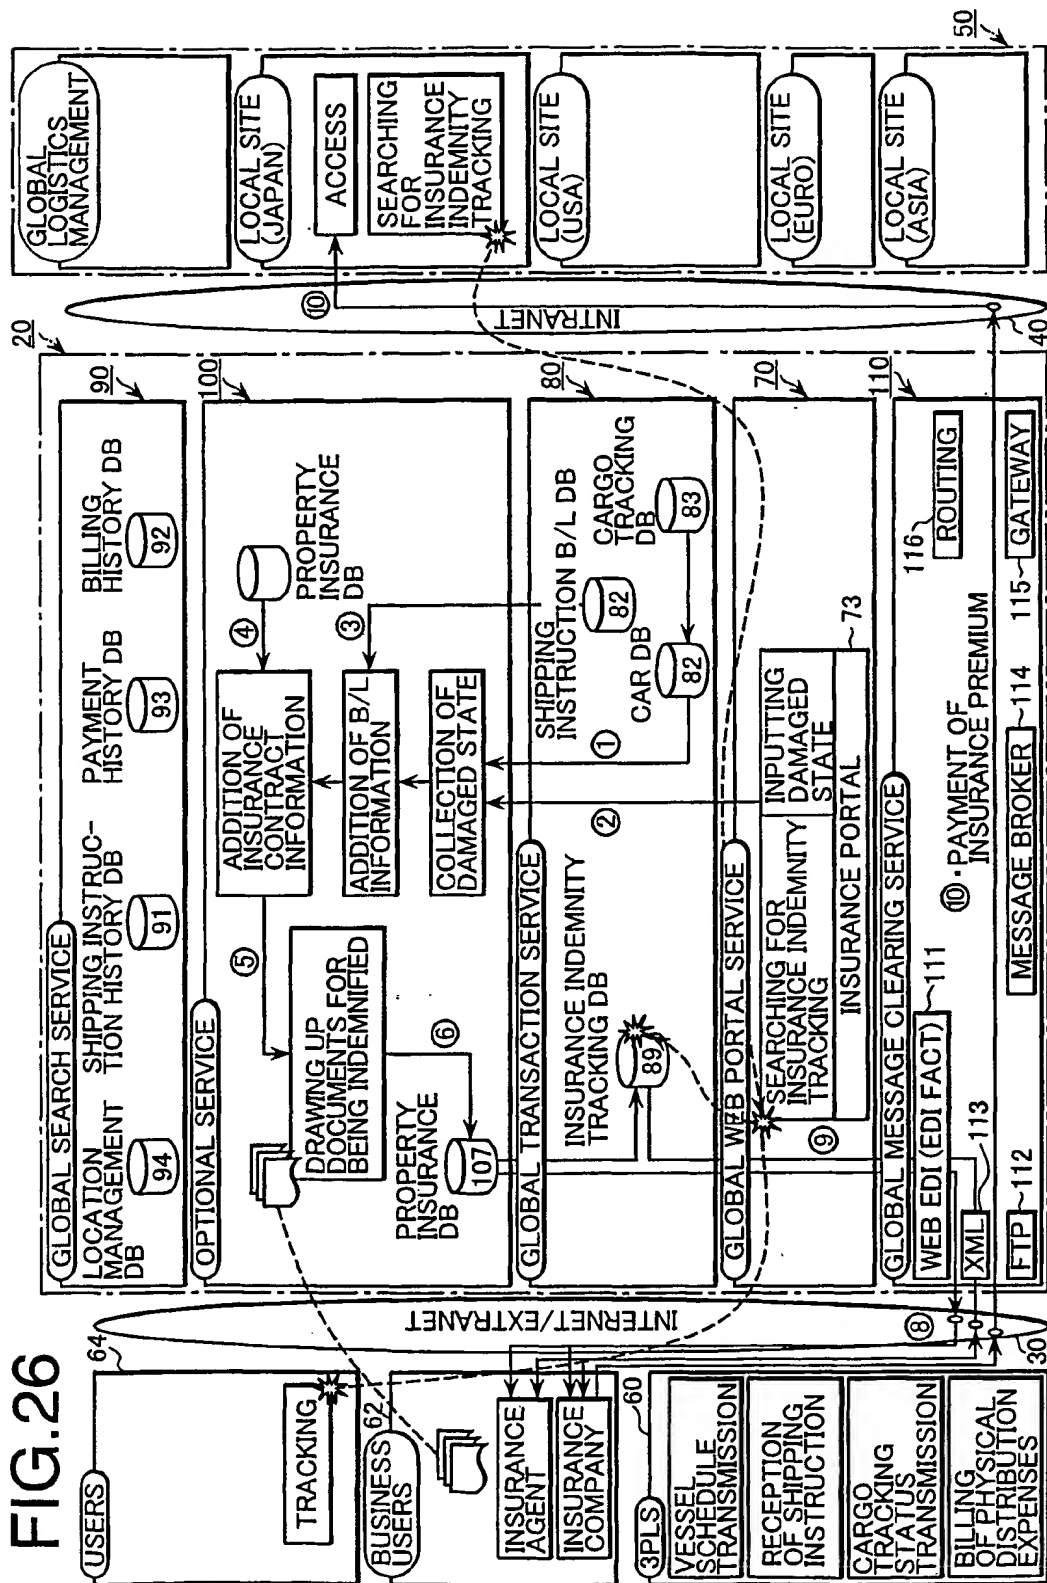 FIG.26
USERS
64
TRACKING
BUSINESS
USERS
62
INSURANCE
AGENT
INSURANCE
COMPANY
3PLS
60
VESSEL
SCHEDULE
TRANSMISSION
RECEPTION
OF SHIPPING
INSTRUCTION
CARGO
TRACKING
STATUS
TRANSMISSION
BILLING
OF PHYSICAL
DISTRIBUTION
EXPENSES
INTERNET/EXTRANET
⑧
30
20
GLOBAL SEARCH SERVICE
90
LOCATION
MANAGEMENT
DB
94
SHIPPING INSTRUC-
TION HISTORY DB
91
PAYMENT
HISTORY DB
93
BILLING
HISTORY DB
92
OPTIONAL SERVICE
100
DRAWING UP
DOCUMENTS FOR
BEING INDEMNIFIED
⑤
ADDITION OF
INSURANCE
CONTRACT
INFORMATION
④
PROPERTY
INSURANCE
DB
ADDITION OF B/L
INFORMATION
③
COLLECTION OF
DAMAGED STATE
⑥
PROPERTY
INSURANCE
DB
107
GLOBAL TRANSACTION SERVICE
80
INSURANCE INDEMNITY
TRACKING DB
89
①
②
SHIPPING
INSTRUCTION B/L DB
82
CAR DB
82
CARGO
TRACKING
DB
83
GLOBAL WEB PORTAL SERVICE
70
⑨
SEARCHING FOR
INSURANCE INDEMNITY
TRACKING
INPUTTING
DAMAGED
STATE
INSURANCE PORTAL
73
GLOBAL MESSAGE CLEARING SERVICE
110
WEB EDI (EDI FACT)
111
XML
113
FTP
112
⑩・PAYMENT OF
INSURANCE PREMIUM
MESSAGE BROKER
114
116
ROUTING
115
GATEWAY
INTRANET
⑩
40
GLOBAL
LOGISTICS
MANAGEMENT
LOCAL SITE
(JAPAN)
ACCESS
SEARCHING
FOR
INSURANCE
INDEMNITY
TRACKING
LOCAL SITE
(USA)
LOCAL SITE
(EURO)
LOCAL SITE
(ASIA)
50